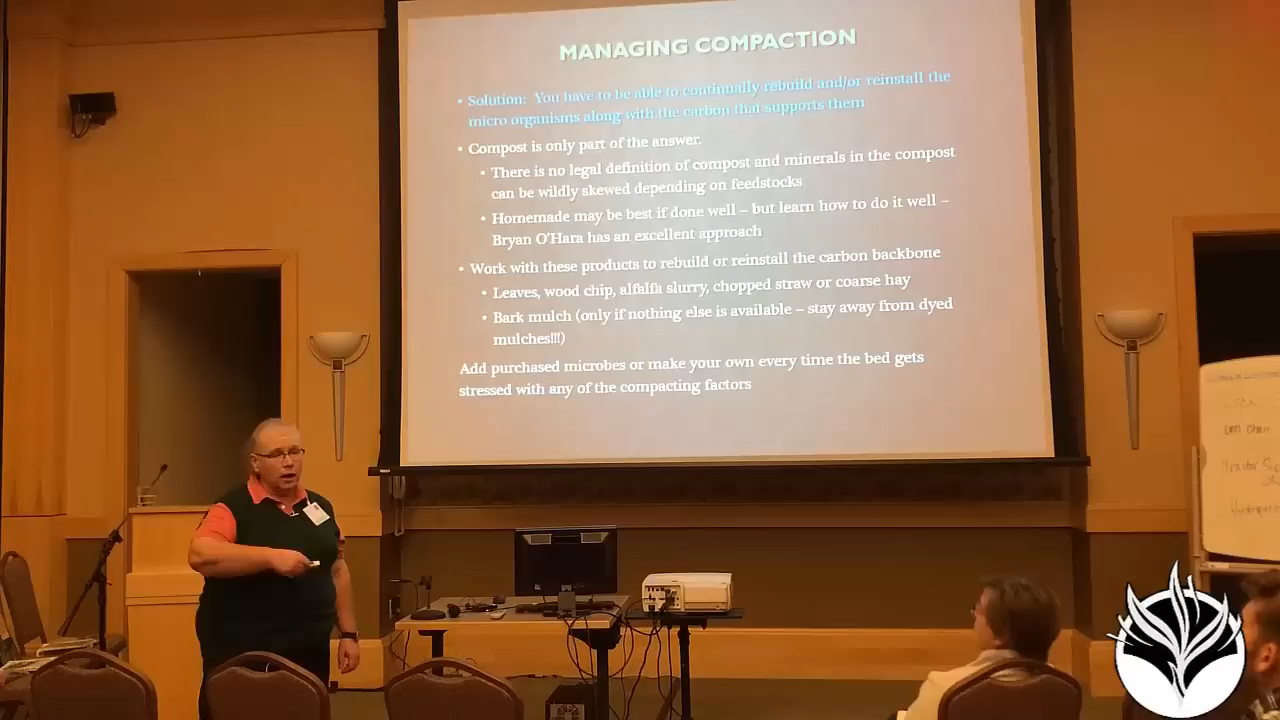 MANAGING COMPACTION
• Solution: You have to be able to continually rebuild and/or reinstall the
micro organisms along with the carbon that supports them
• Compost is only part of the answer.
• There is no legal definition of compost and minerals in the compost
can be wildly skewed depending on feedstocks
• Homemade may be best if done well – but learn how to do it well –
Bryan O'Hara has an excellent approach
• Work with these products to rebuild or reinstall the carbon backbone
• Leaves, wood chip, alfalfa slurry, chopped straw or coarse hay
• Bark mulch (only if nothing else is available – stay away from dyed
mulches!!!)
Add purchased microbes or make your own every time the bed gets
stressed with any of the compacting factors